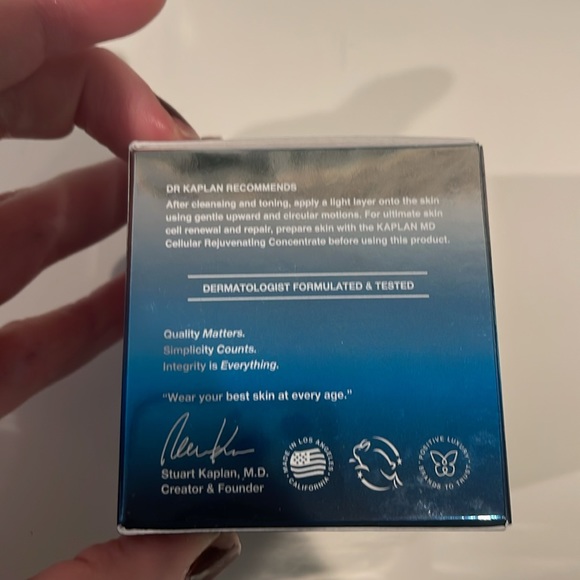 DR KAPLAN RECOMMENDS
After cleansing and toning, apply a light layer onto the skin
using gentle upward and circular motions. For ultimate skin
cell renewal and repair, prepare skin with the KAPLAN MD
Cellular Rejuvenating Concentrate before using this product.
DERMATOLOGIST FORMULATED & TESTED
Quality Matters.
Simplicity Counts.
Integrity is Everything.
"Wear your best skin at every age."
Stuart Kaplan, M.D.
Creator & Founder
MADE IN LOS ANGELES
CALIFORNIA
POSITIVE LUXURY
BRANDS TO TRUST